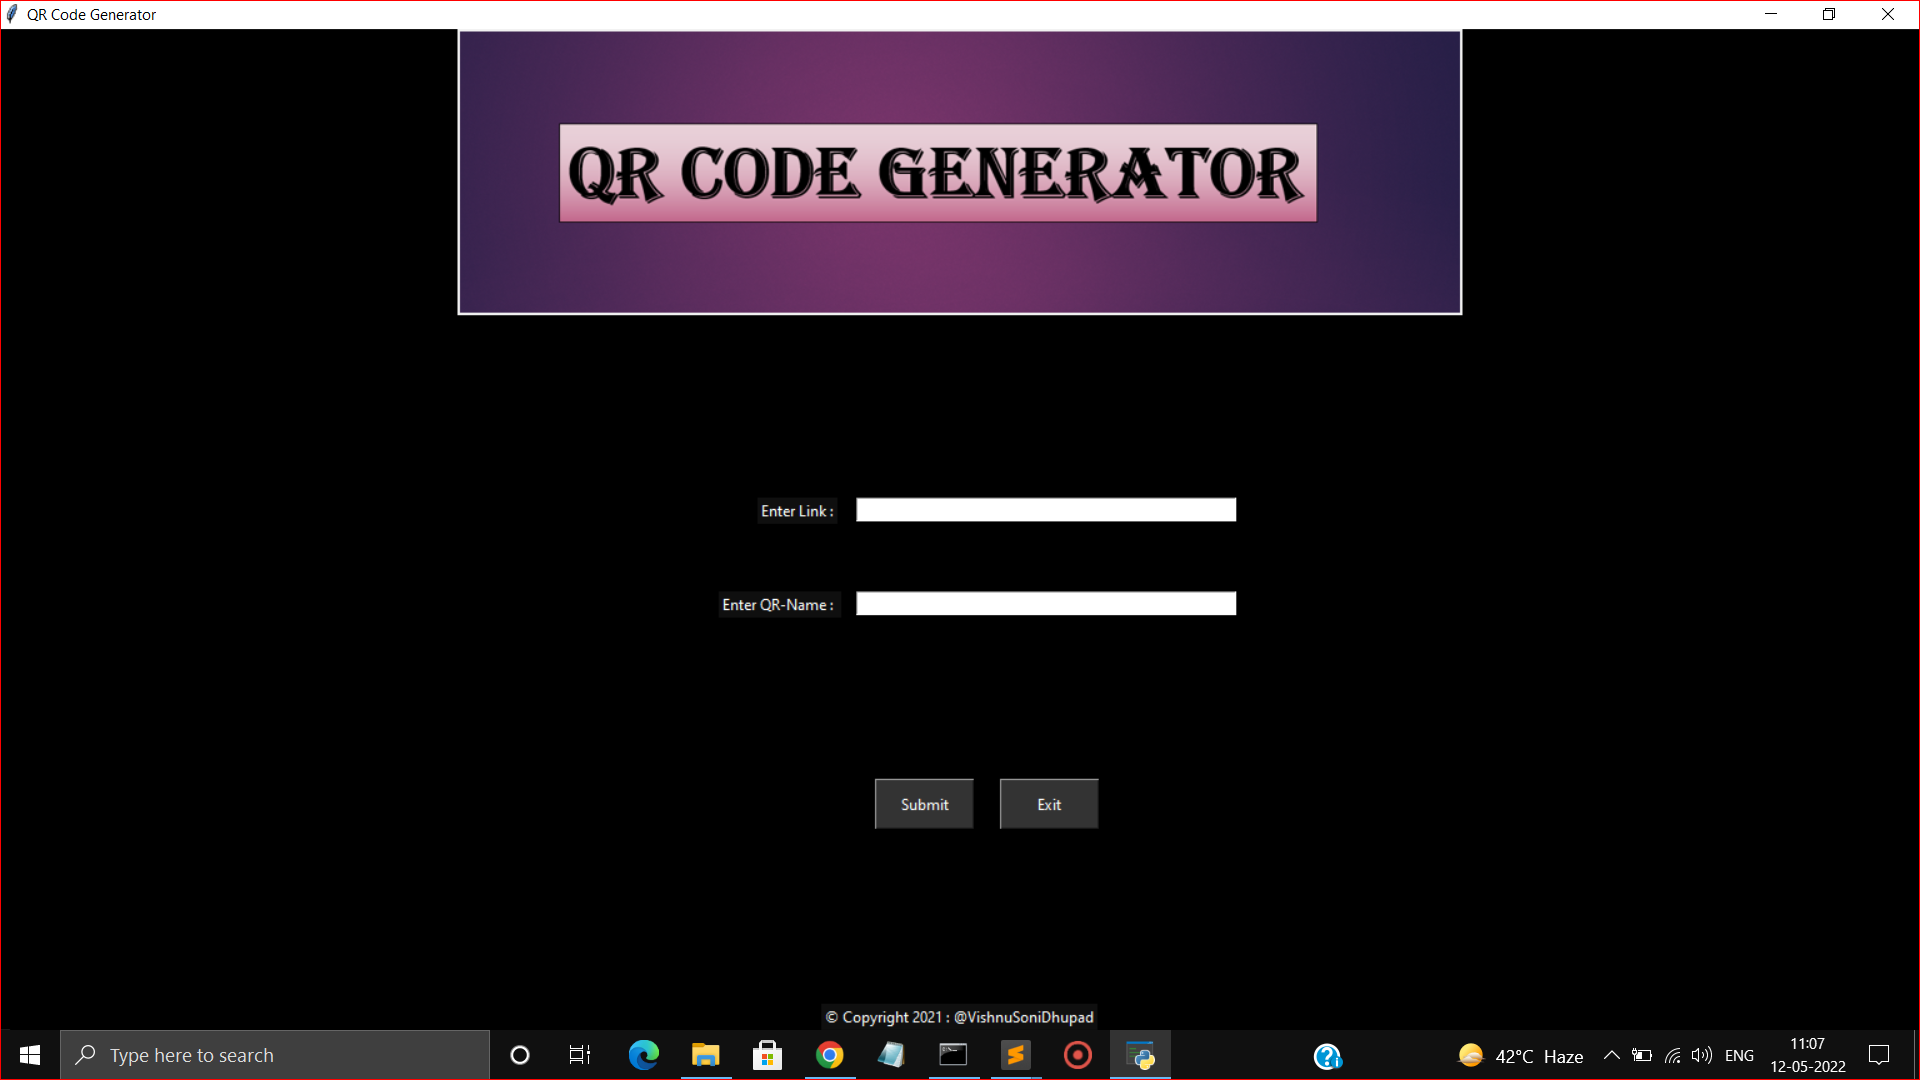 QR Code Generator
QR CODE GENERATOR
Enter Link :
Enter QR-Name :
Submit
Exit
© Copyright 2021 : @VishnuSoniDhupad
Type here to search
42°C Haze
ENG
11:07
12-05-2022